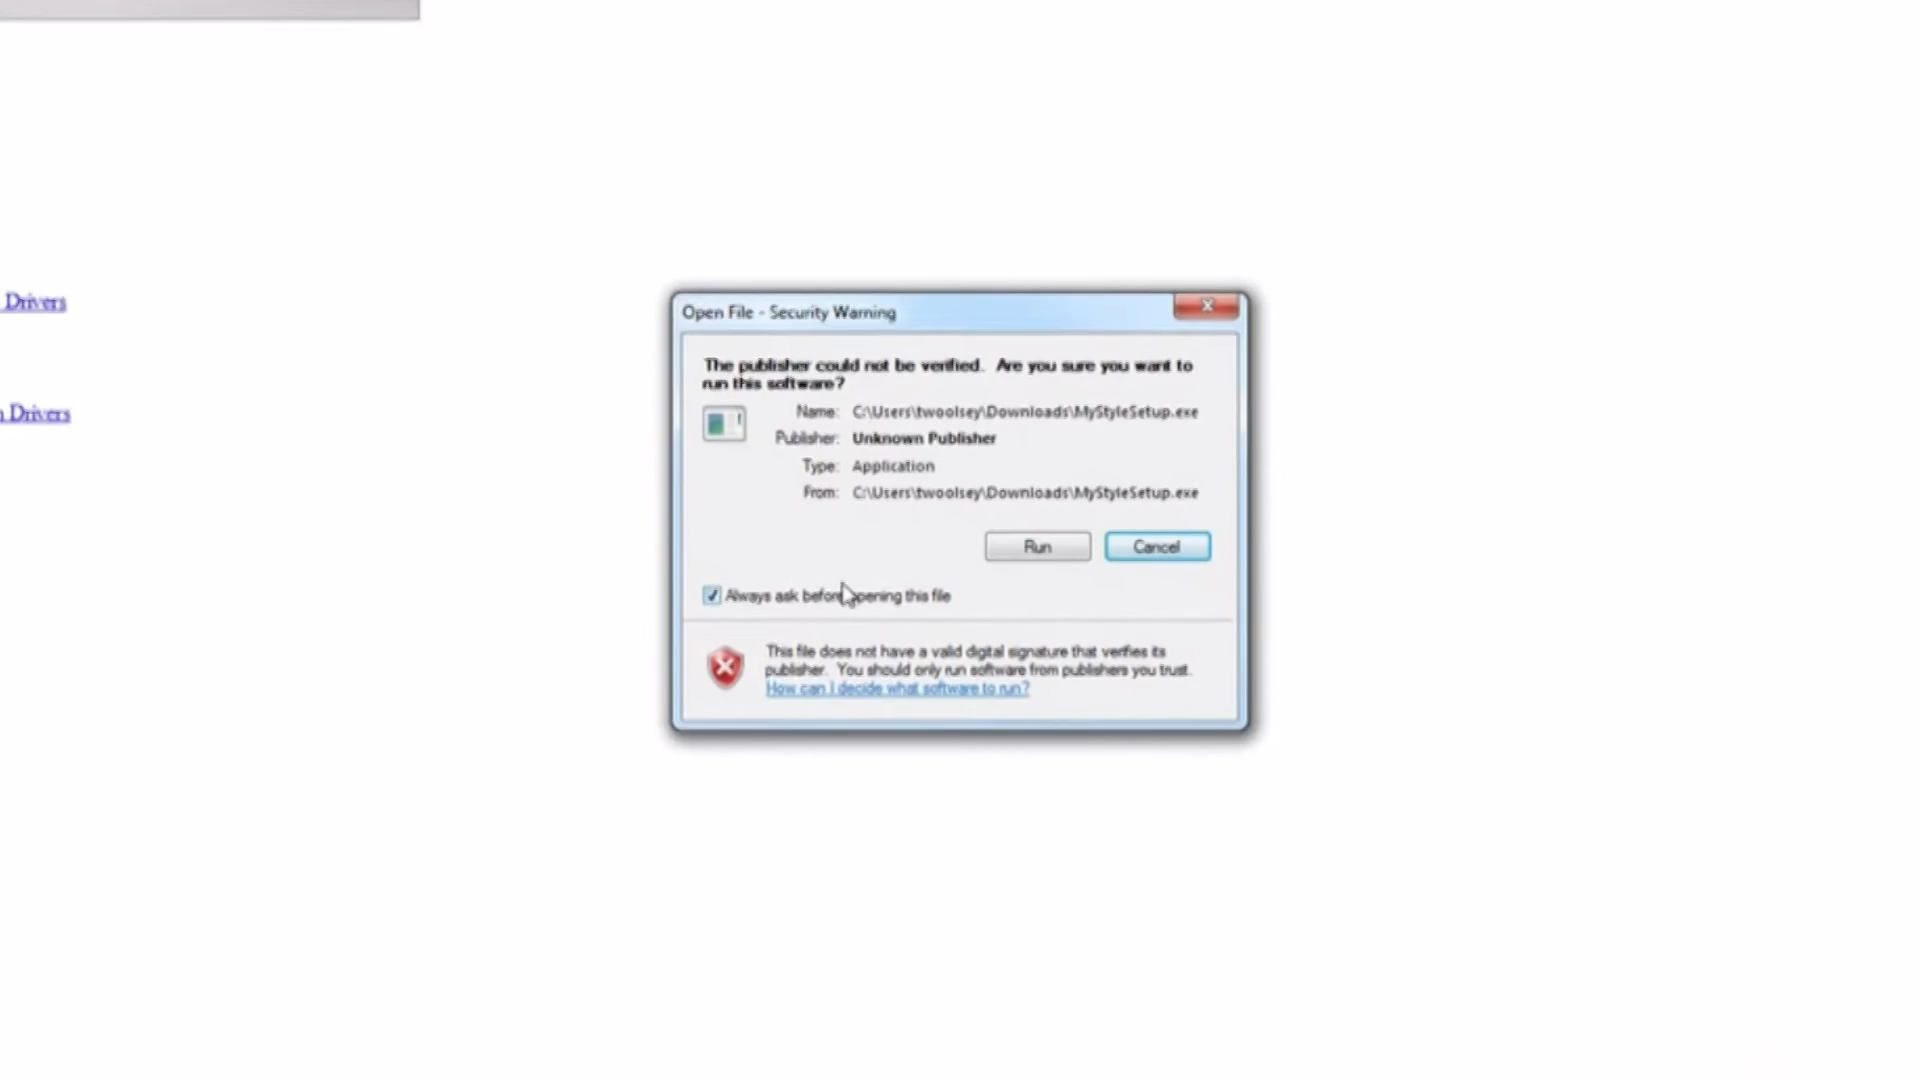 Drivers
Drivers
Open File - Security Warning
The publisher could not be verified. Are you sure you want to
run this software?
Name: C:\Users\twoolsey\Downloads\MyStyleSetup.exe
Publisher: Unknown Publisher
Type: Application
From: C:\Users\twoolsey\Downloads\MyStyleSetup.exe
Run Cancel
Always ask before opening this file
This file does not have a valid digital signature that verifies its
publisher. You should only run software from publishers you trust.
How can I decide what software to run?